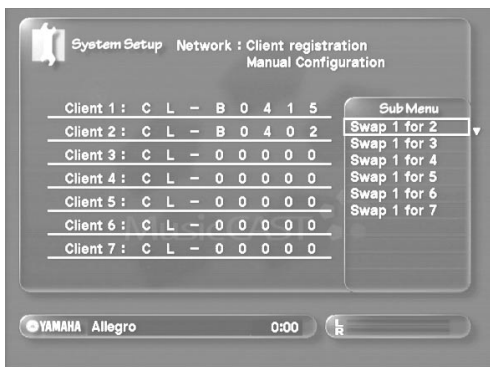 System Setup Network : Client registration
Manual Configuration
Client 1 : C L – B 0 4 1 5
Client 2 : C L – B 0 4 0 2
Client 3 : C L – 0 0 0 0 0
Client 4 : C L – 0 0 0 0 0
Client 5 : C L – 0 0 0 0 0
Client 6 : C L – 0 0 0 0 0
Client 7 : C L – 0 0 0 0 0
Sub Menu
Swap 1 for 2
Swap 1 for 3
Swap 1 for 4
Swap 1 for 5
Swap 1 for 6
Swap 1 for 7
MusicCAST
YAMAHA Allegro 0:00 L
R